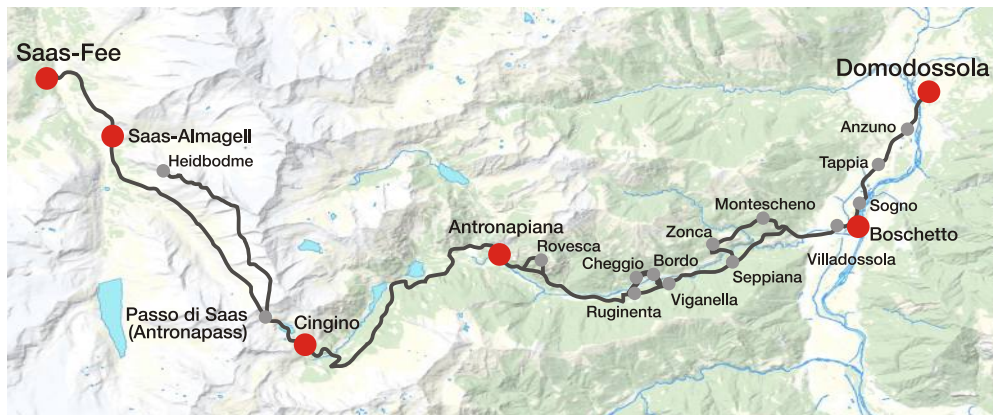 Saas-Fee
Domodossola
Saas-Almagell
Anzuno
Heidbodme
Tappia
Montescheno
Sogno
Antronapiana
Zonca
Boschetto
Rovesca
Cheggio
Bordo
Villadossola
Seppiana
Viganella
Ruginenta
Passo di Saas
(Antronapass)
Cingino